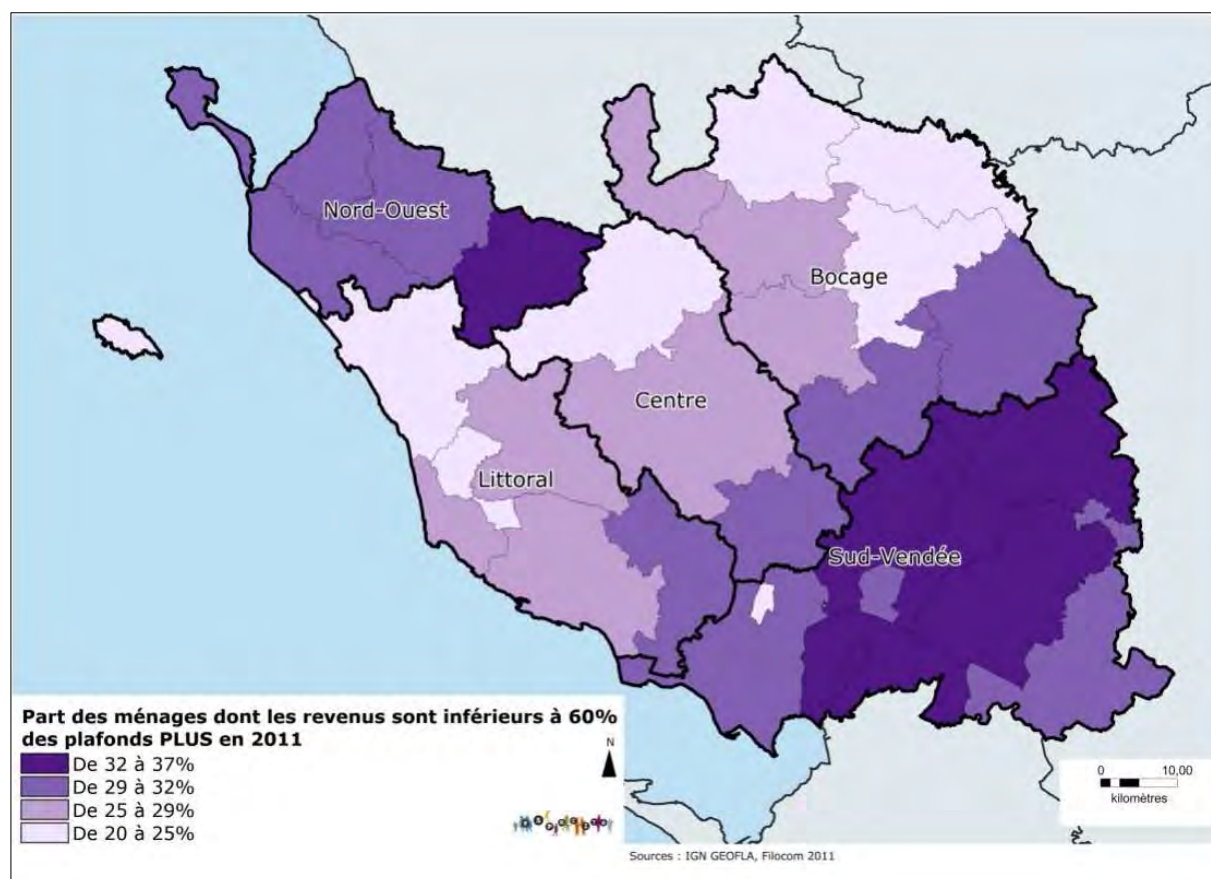 Nord-Ouest
Bocage
Centre
Littoral
Sud-Vendée
Part des ménages dont les revenus sont inférieurs à 60%
des plafonds PLUS en 2011
De 32 à 37%
De 29 à 32%
De 25 à 29%
De 20 à 25%
N
0 10,00
kilomètres
Sources : IGN GEOFLA, Filocom 2011